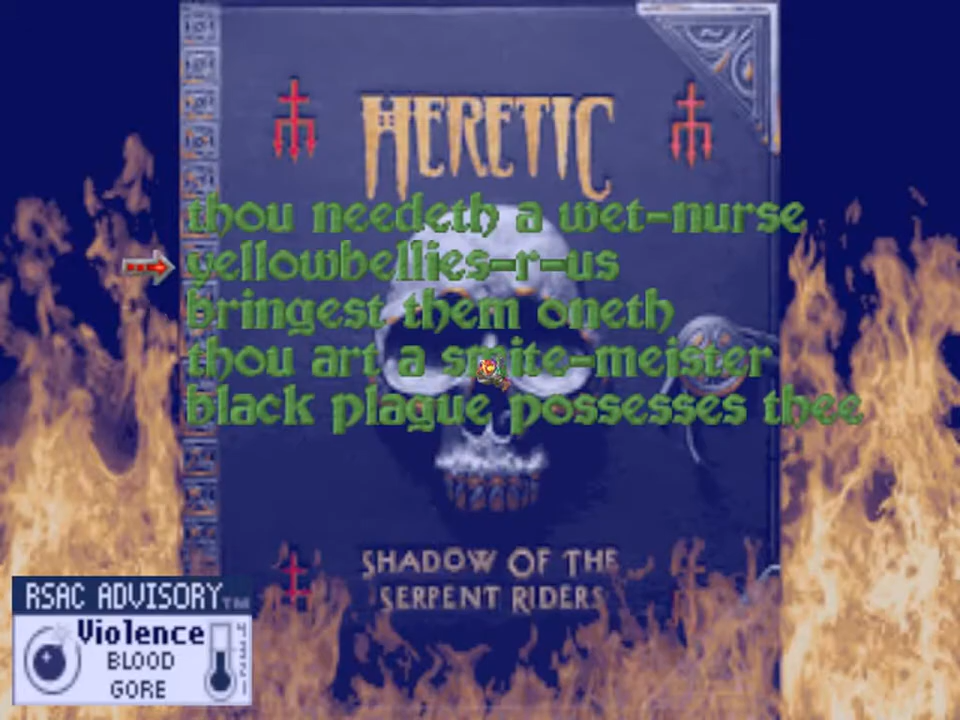 HERETIC
thou needeth a wet-nurse
yellowbellies-r-us
bringest them oneth
thou art a smite-meister
black plague possesses thee
SHADOW OF THE
SERPENT RIDERS
RSAC ADVISORY™
Violence
BLOOD
GORE